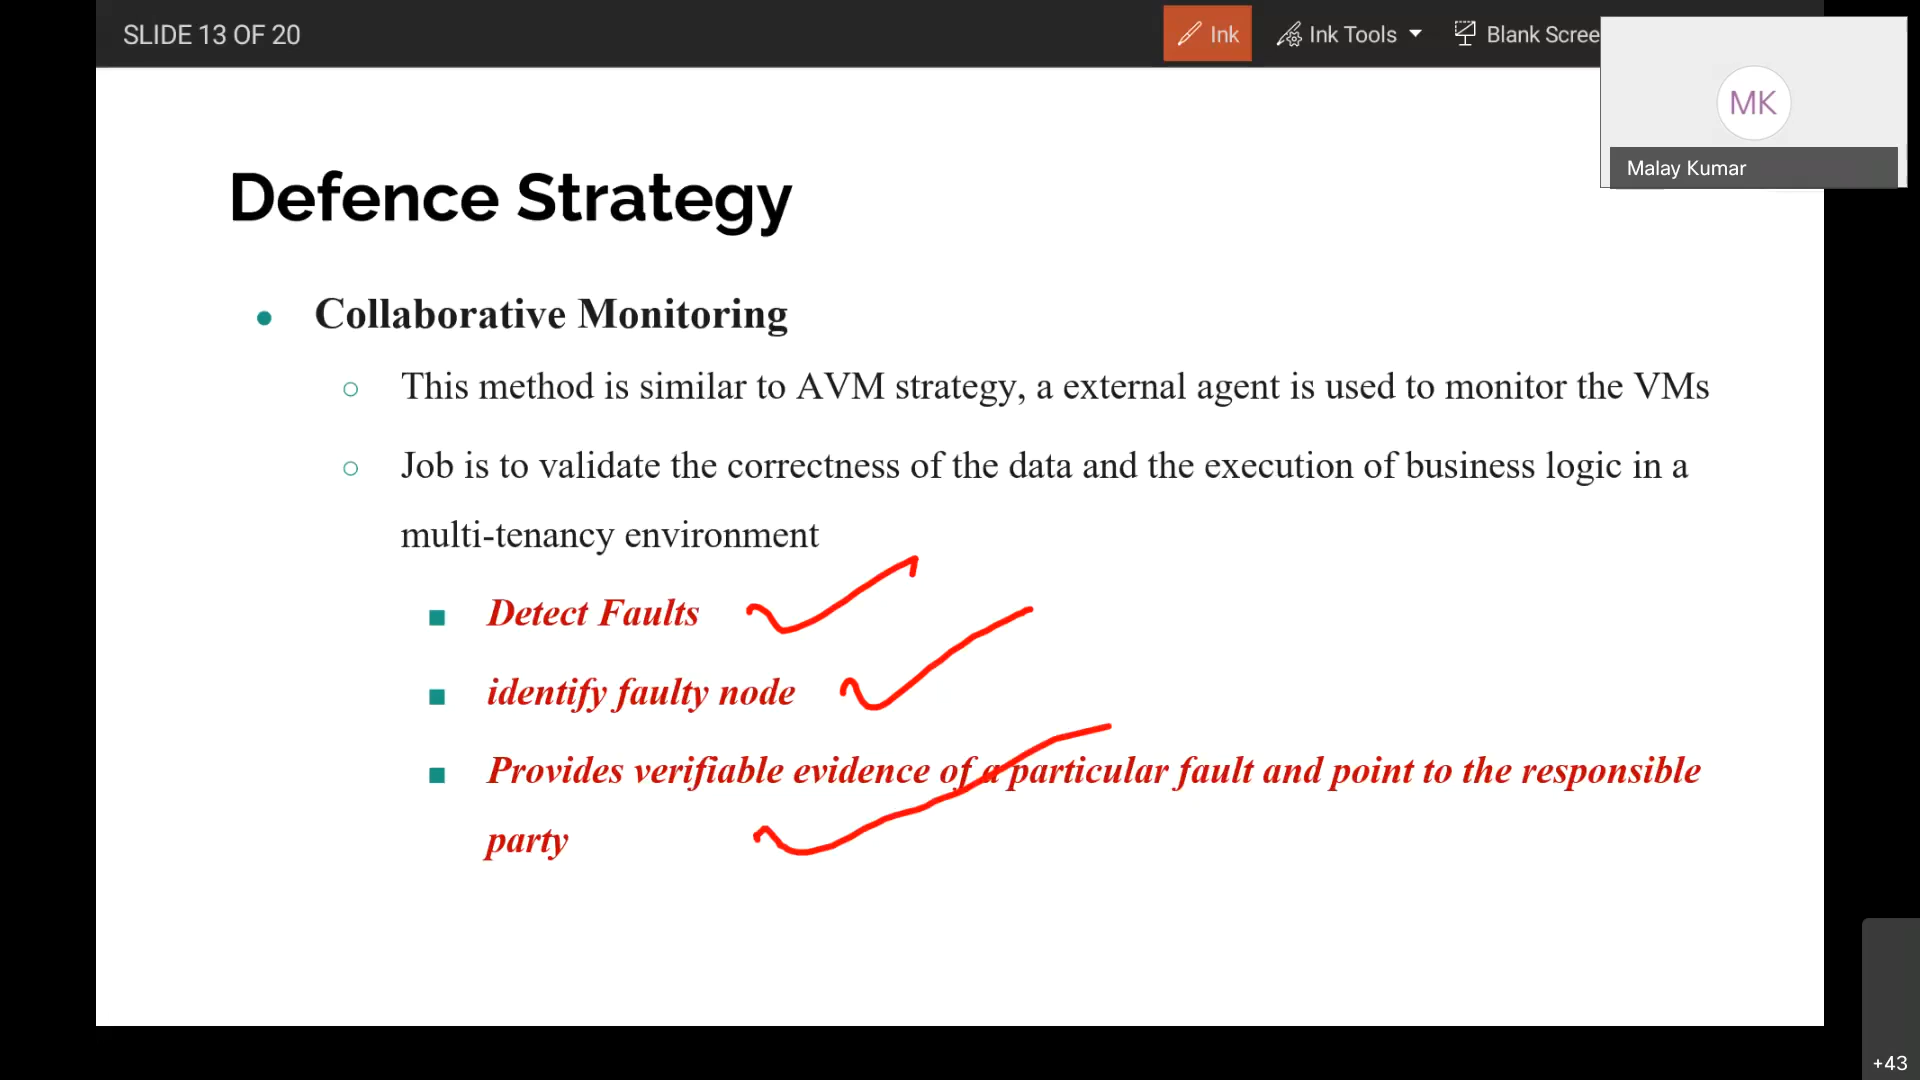 SLIDE 13 OF 20
Ink
Ink Tools
Blank Scree
MK
Malay Kumar
Defence Strategy
Collaborative Monitoring
This method is similar to AVM strategy, a external agent is used to monitor the VMs
Job is to validate the correctness of the data and the execution of business logic in a
multi-tenancy environment
Detect Faults
identify faulty node
Provides verifiable evidence of a particular fault and point to the responsible
party
+43